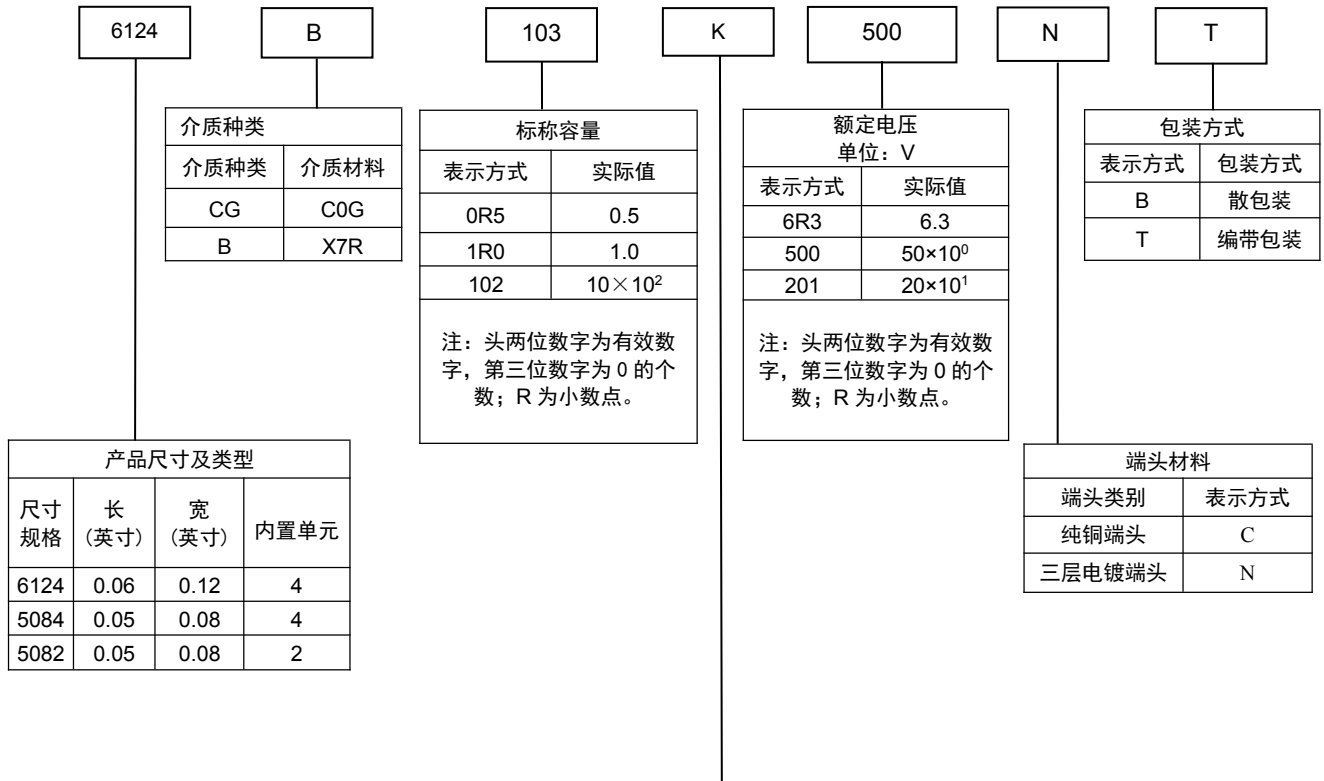 6124 B 103 K 500 N T
介质种类
介质种类 介质材料
CG C0G
B X7R
标称容量
表示方式 实际值
0R5 0.5
1R0 1.0
102 10×10²
注：头两位数字为有效数
字，第三位数字为 0 的个
数；R 为小数点。
额定电压
单位：V
表示方式 实际值
6R3 6.3
500 50×10⁰
201 20×10¹
注：头两位数字为有效数
字，第三位数字为 0 的个
数；R 为小数点。
包装方式
表示方式 包装方式
B 散包装
T 编带包装
产品尺寸及类型
尺寸
规格
长
(英寸)
宽
(英寸)
内置单元
6124 0.06 0.12 4
5084 0.05 0.08 4
5082 0.05 0.08 2
端头材料
端头类别 表示方式
纯铜端头 C
三层电镀端头 N